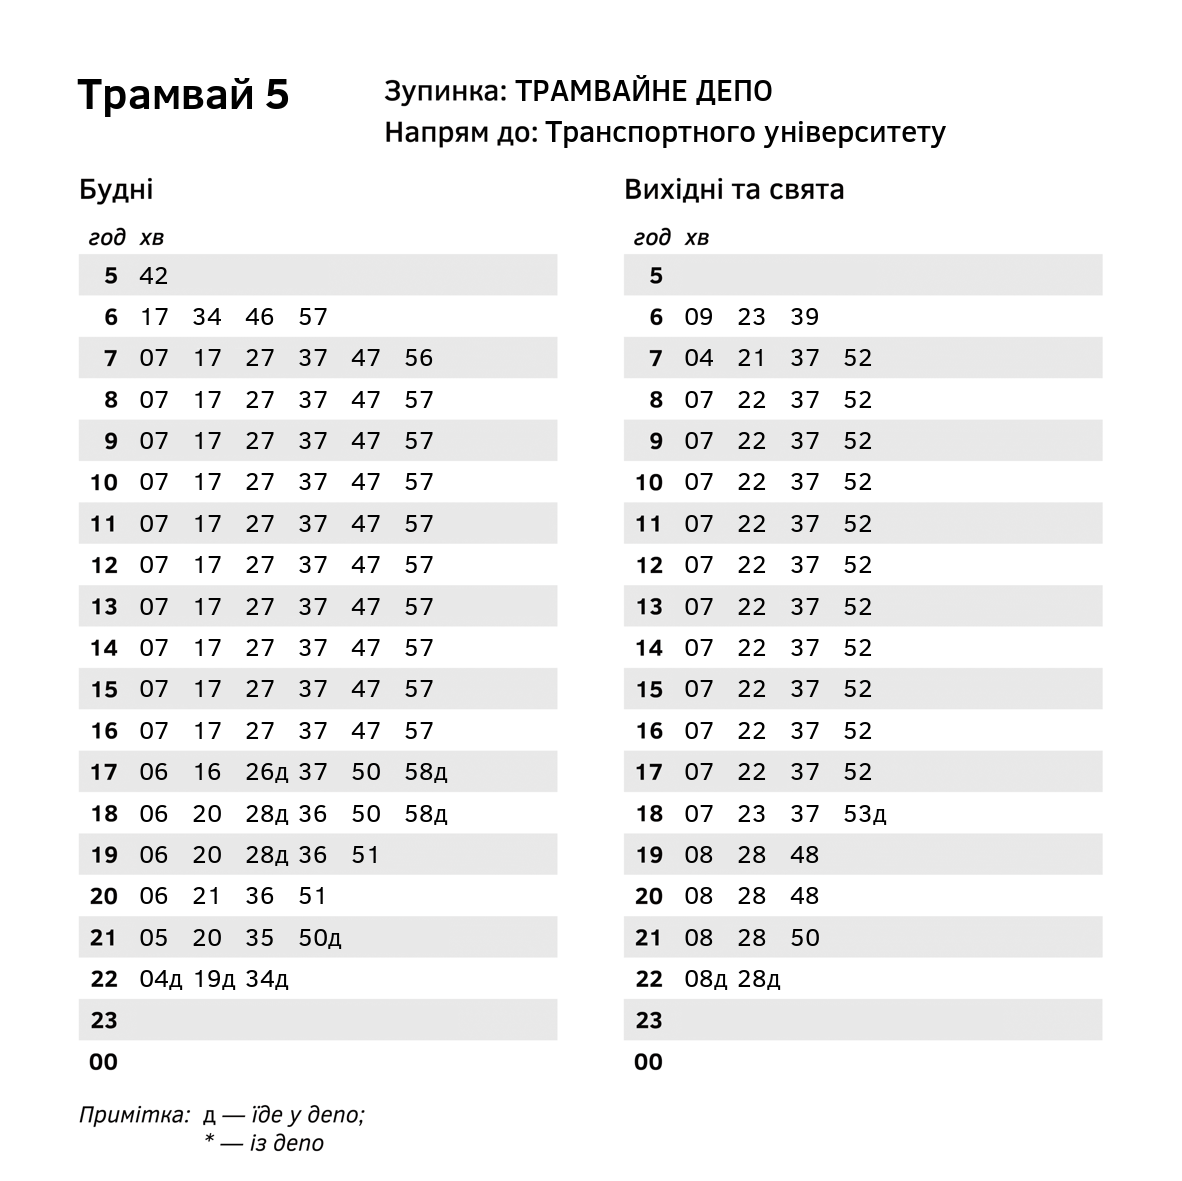 Трамвай 5
Зупинка: ТРАМВАЙНЕ ДЕПО
Напрям до: Транспортного університету
Будні
год хв
5 42
6 17 34 46 57
7 07 17 27 37 47 56
8 07 17 27 37 47 57
9 07 17 27 37 47 57
10 07 17 27 37 47 57
11 07 17 27 37 47 57
12 07 17 27 37 47 57
13 07 17 27 37 47 57
14 07 17 27 37 47 57
15 07 17 27 37 47 57
16 07 17 27 37 47 57
17 06 16 26д 37 50 58д
18 06 20 28д 36 50 58д
19 06 20 28д 36 51
20 06 21 36 51
21 05 20 35 50д
22 04д 19д 34д
23
00
Вихідні та свята
год хв
5
6 09 23 39
7 04 21 37 52
8 07 22 37 52
9 07 22 37 52
10 07 22 37 52
11 07 22 37 52
12 07 22 37 52
13 07 22 37 52
14 07 22 37 52
15 07 22 37 52
16 07 22 37 52
17 07 22 37 52
18 07 23 37 53д
19 08 28 48
20 08 28 48
21 08 28 50
22 08д 28д
23
00
Примітка: д — їде у депо;
* — із депо